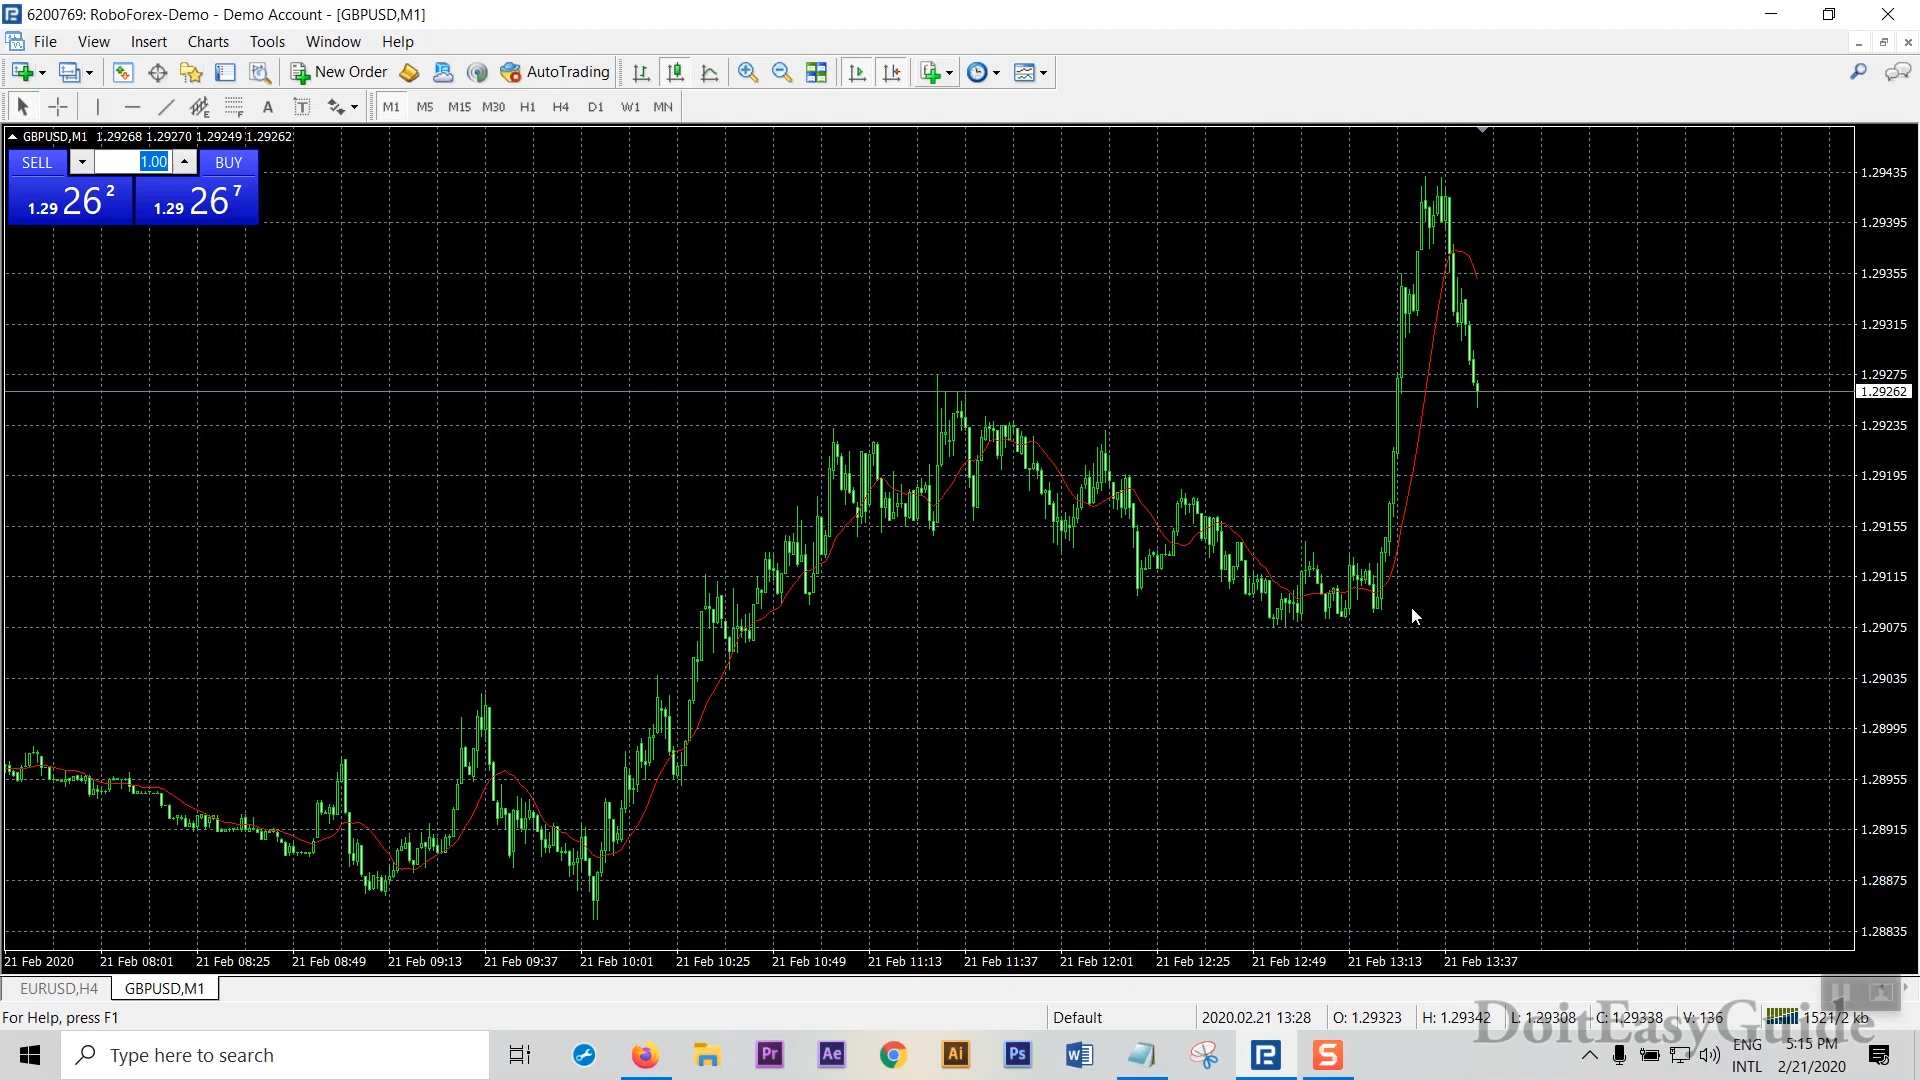 6200769: RoboForex-Demo - Demo Account - [GBPUSD,M1]
File View Insert Charts Tools Window Help
New Order AutoTrading
A T M1 M5 M15 M30 H1 H4 D1 W1 MN
GBPUSD,M1 1.29268 1.29270 1.29249 1.29262
SELL 1.00 BUY
1.29 26 2 1.29 26 7
1.29435
1.29395
1.29355
1.29315
1.29275
1.29262
1.29235
1.29195
1.29155
1.29115
1.29075
1.29035
1.28995
1.28955
1.28915
1.28875
1.28835
21 Feb 2020 21 Feb 08:01 21 Feb 08:25 21 Feb 08:49 21 Feb 09:13 21 Feb 09:37 21 Feb 10:01 21 Feb 10:25 21 Feb 10:49 21 Feb 11:13 21 Feb 11:37 21 Feb 12:01 21 Feb 12:25 21 Feb 12:49 21 Feb 13:13 21 Feb 13:37
EURUSD,H4 GBPUSD,M1
For Help, press F1 Default 2020.02.21 13:28 O: 1.29323 H: 1.29342 L: 1.29308 C: 1.29338 V: 136 1521/2 kb
DoitEasyGuide
Type here to search Pr Ae Ai Ps W S ENG 5:15 PM
INTL 2/21/2020